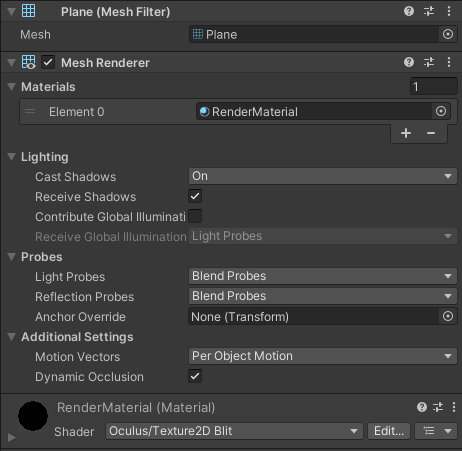 Plane (Mesh Filter)
Mesh Plane
Mesh Renderer
Materials 1
Element 0 RenderMaterial
Lighting
Cast Shadows On
Receive Shadows
Contribute Global Illuminati
Receive Global Illumination Light Probes
Probes
Light Probes Blend Probes
Reflection Probes Blend Probes
Anchor Override None (Transform)
Additional Settings
Motion Vectors Per Object Motion
Dynamic Occlusion
RenderMaterial (Material)
Shader Oculus/Texture2D Blit Edit...